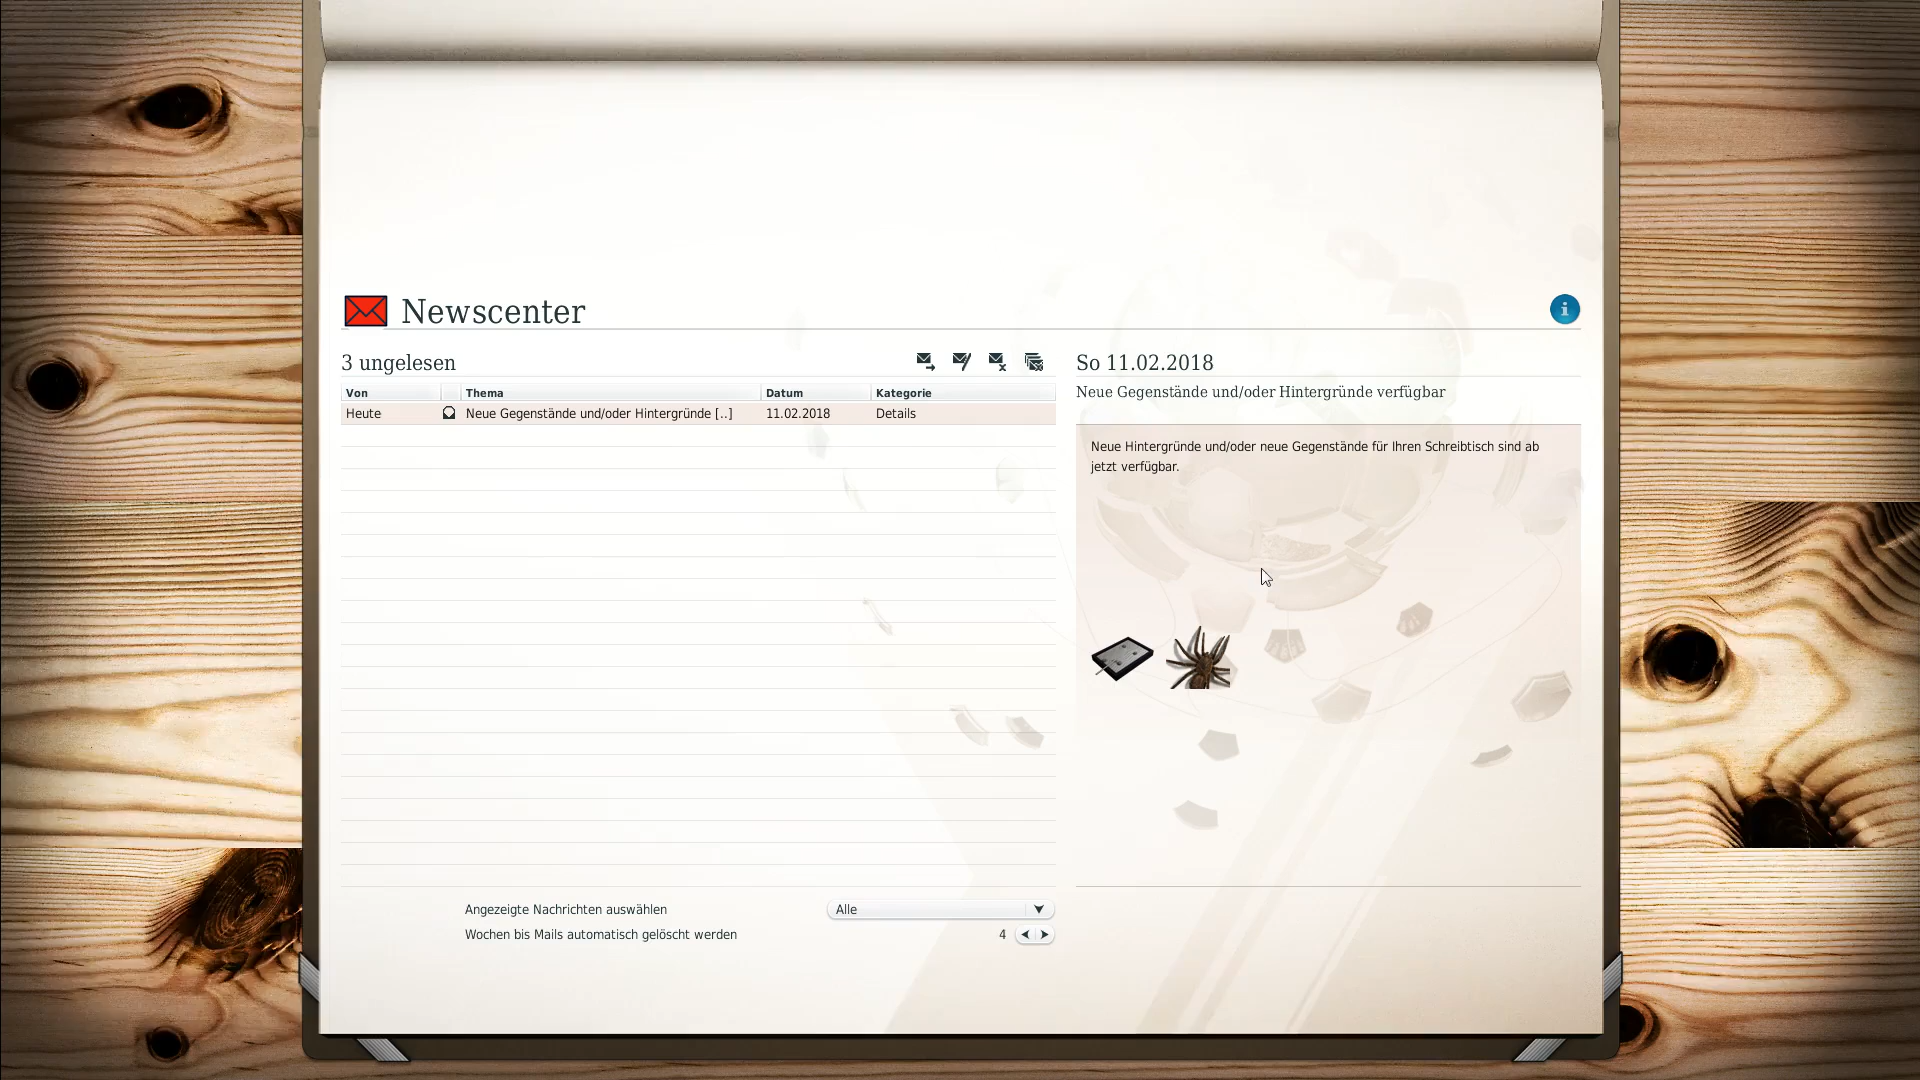 Newscenter
3 ungelesen
Von Thema Datum Kategorie
Heute Neue Gegenstände und/oder Hintergründe [..] 11.02.2018 Details
Angezeigte Nachrichten auswählen Alle
Wochen bis Mails automatisch gelöscht werden 4
So 11.02.2018
Neue Gegenstände und/oder Hintergründe verfügbar
Neue Hintergründe und/oder neue Gegenstände für Ihren Schreibtisch sind ab
jetzt verfügbar.